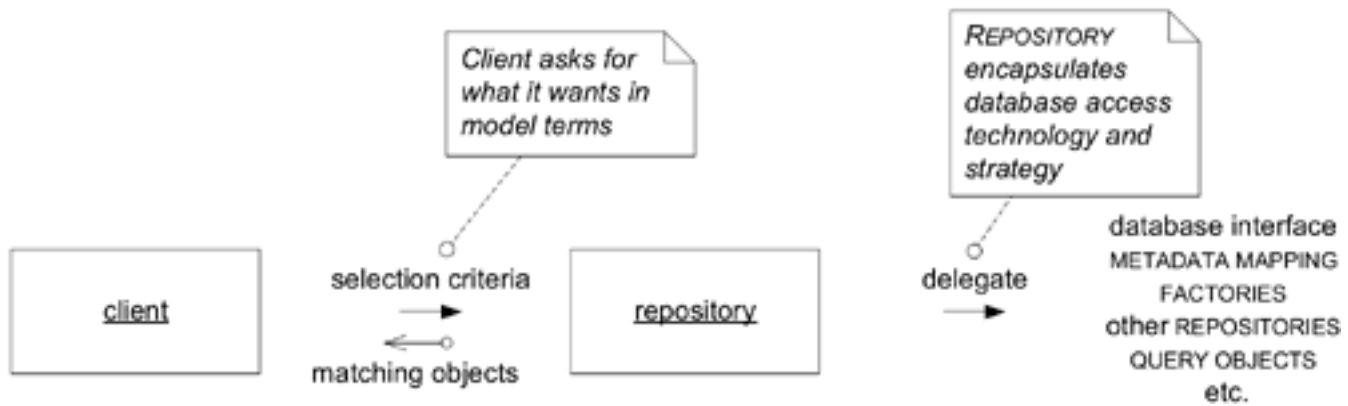 Client asks for
what it wants in
model terms
REPOSITORY
encapsulates
database access
technology and
strategy
client
selection criteria
matching objects
repository
delegate
database interface
METADATA MAPPING
FACTORIES
other REPOSITORIES
QUERY OBJECTS
etc.